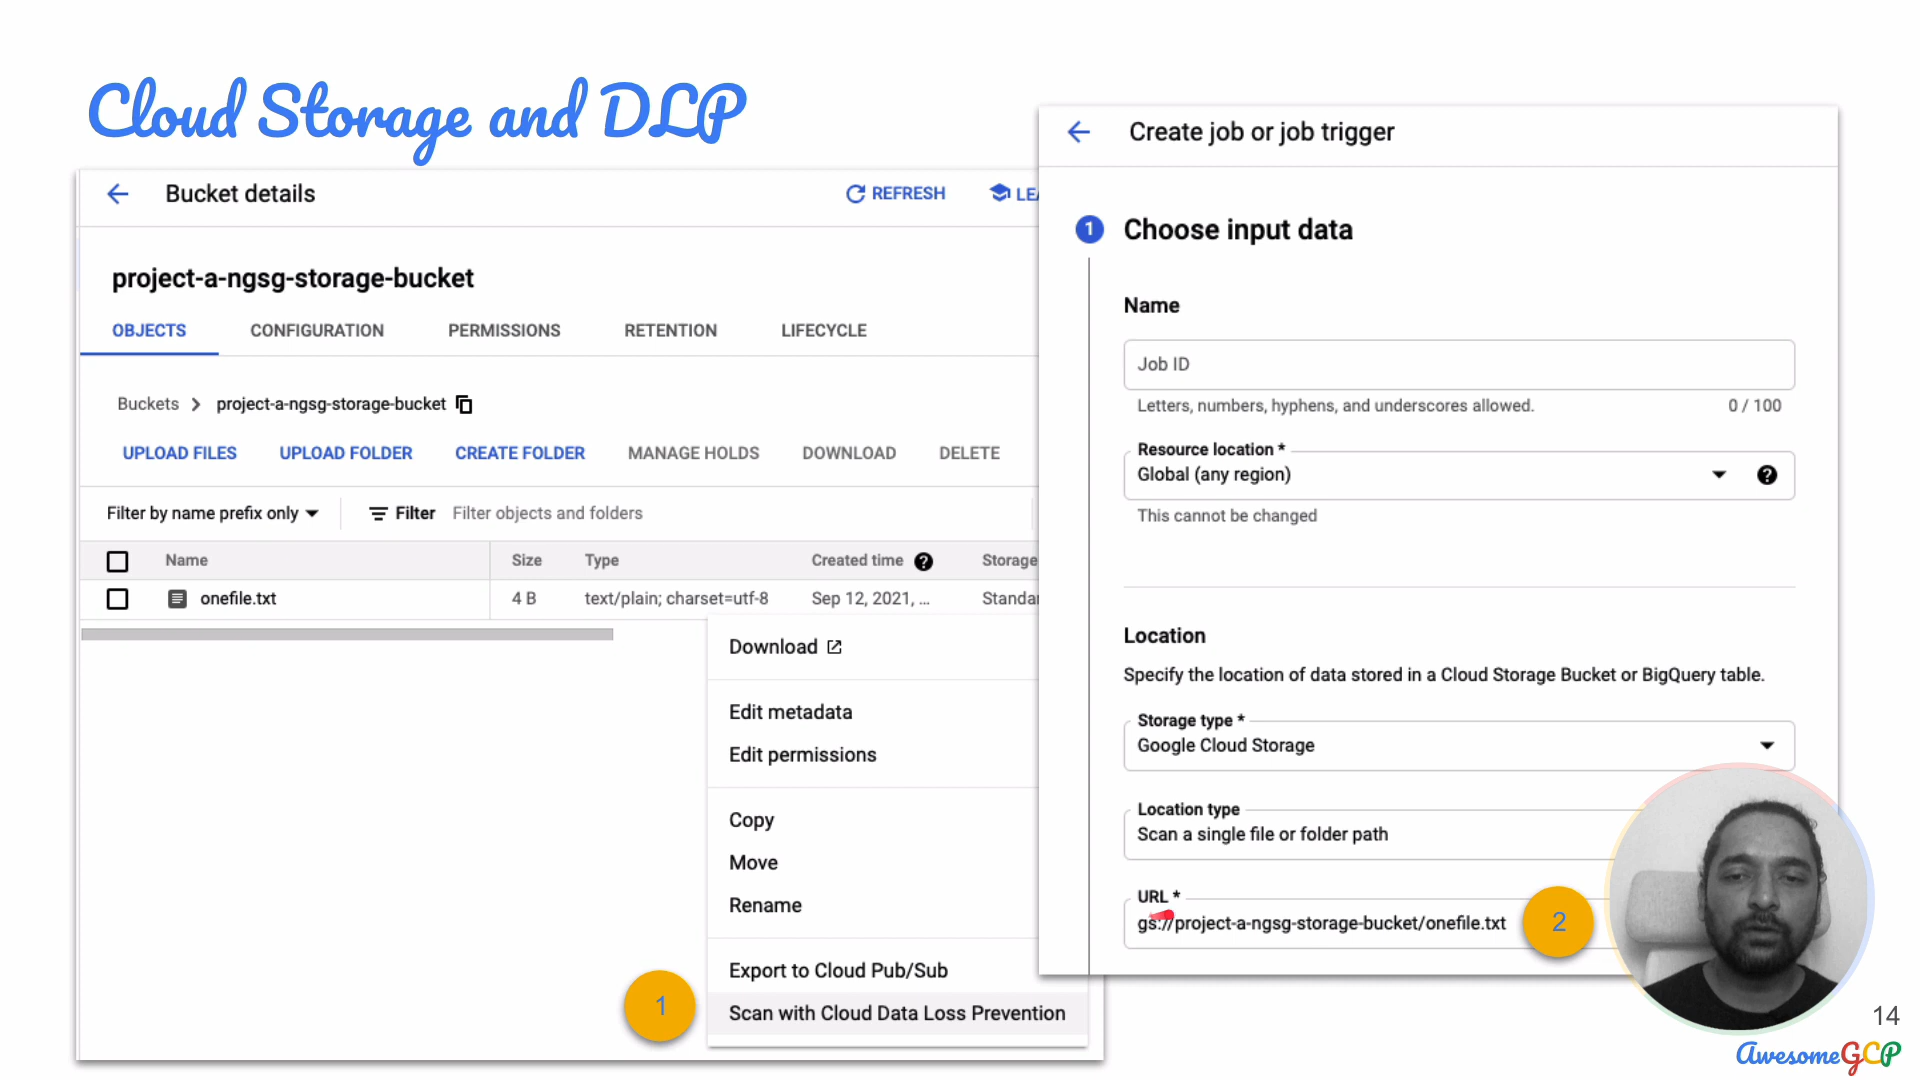 Cloud Storage and DLP
Bucket details
REFRESH
LEA
project-a-ngsg-storage-bucket
OBJECTS CONFIGURATION PERMISSIONS RETENTION LIFECYCLE
Buckets > project-a-ngsg-storage-bucket
UPLOAD FILES UPLOAD FOLDER CREATE FOLDER MANAGE HOLDS DOWNLOAD DELETE
Filter by name prefix only Filter Filter objects and folders
Name Size Type Created time Storage
onefile.txt 4 B text/plain; charset=utf-8 Sep 12, 2021, ... Standar
Download
Edit metadata
Edit permissions
Copy
Move
Rename
Export to Cloud Pub/Sub
1 Scan with Cloud Data Loss Prevention
Create job or job trigger
1 Choose input data
Name
Job ID
Letters, numbers, hyphens, and underscores allowed. 0 / 100
Resource location *
Global (any region)
This cannot be changed
Location
Specify the location of data stored in a Cloud Storage Bucket or BigQuery table.
Storage type *
Google Cloud Storage
Location type
Scan a single file or folder path
URL *
gs://project-a-ngsg-storage-bucket/onefile.txt
2
14
AwesomeGCP